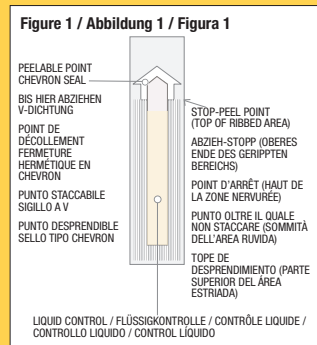 Figure 1 / Abbildung 1 / Figura 1
PEELABLE POINT
CHEVRON SEAL
BIS HIER ABZIEHEN
V-DICHTUNG
POINT DE
DÉCOLLEMENT
FERMETURE
HERMÉTIQUE EN
CHEVRON
PUNTO STACCABILE
SIGILLO A V
PUNTO DESPRENDIBLE
SELLO TIPO CHEVRON
STOP-PEEL POINT
(TOP OF RIBBED AREA)
ABZIEH-STOPP (OBERES
ENDE DES GERIPPTEN
BEREICHS)
POINT D'ARRÊT (HAUT DE
LA ZONE NERVURÉE)
PUNTO OLTRE IL QUALE
NON STACCARE (SOMMITÀ
DELL'AREA RUVIDA)
TOPE DE
DESPRENDIMIENTO (PARTE
SUPERIOR DEL ÁREA
ESTRIADA)
LIQUID CONTROL / FLÜSSIGKONTROLLE / CONTRÔLE LIQUIDE /
CONTROLLO LIQUIDO / CONTROL LÍQUIDO